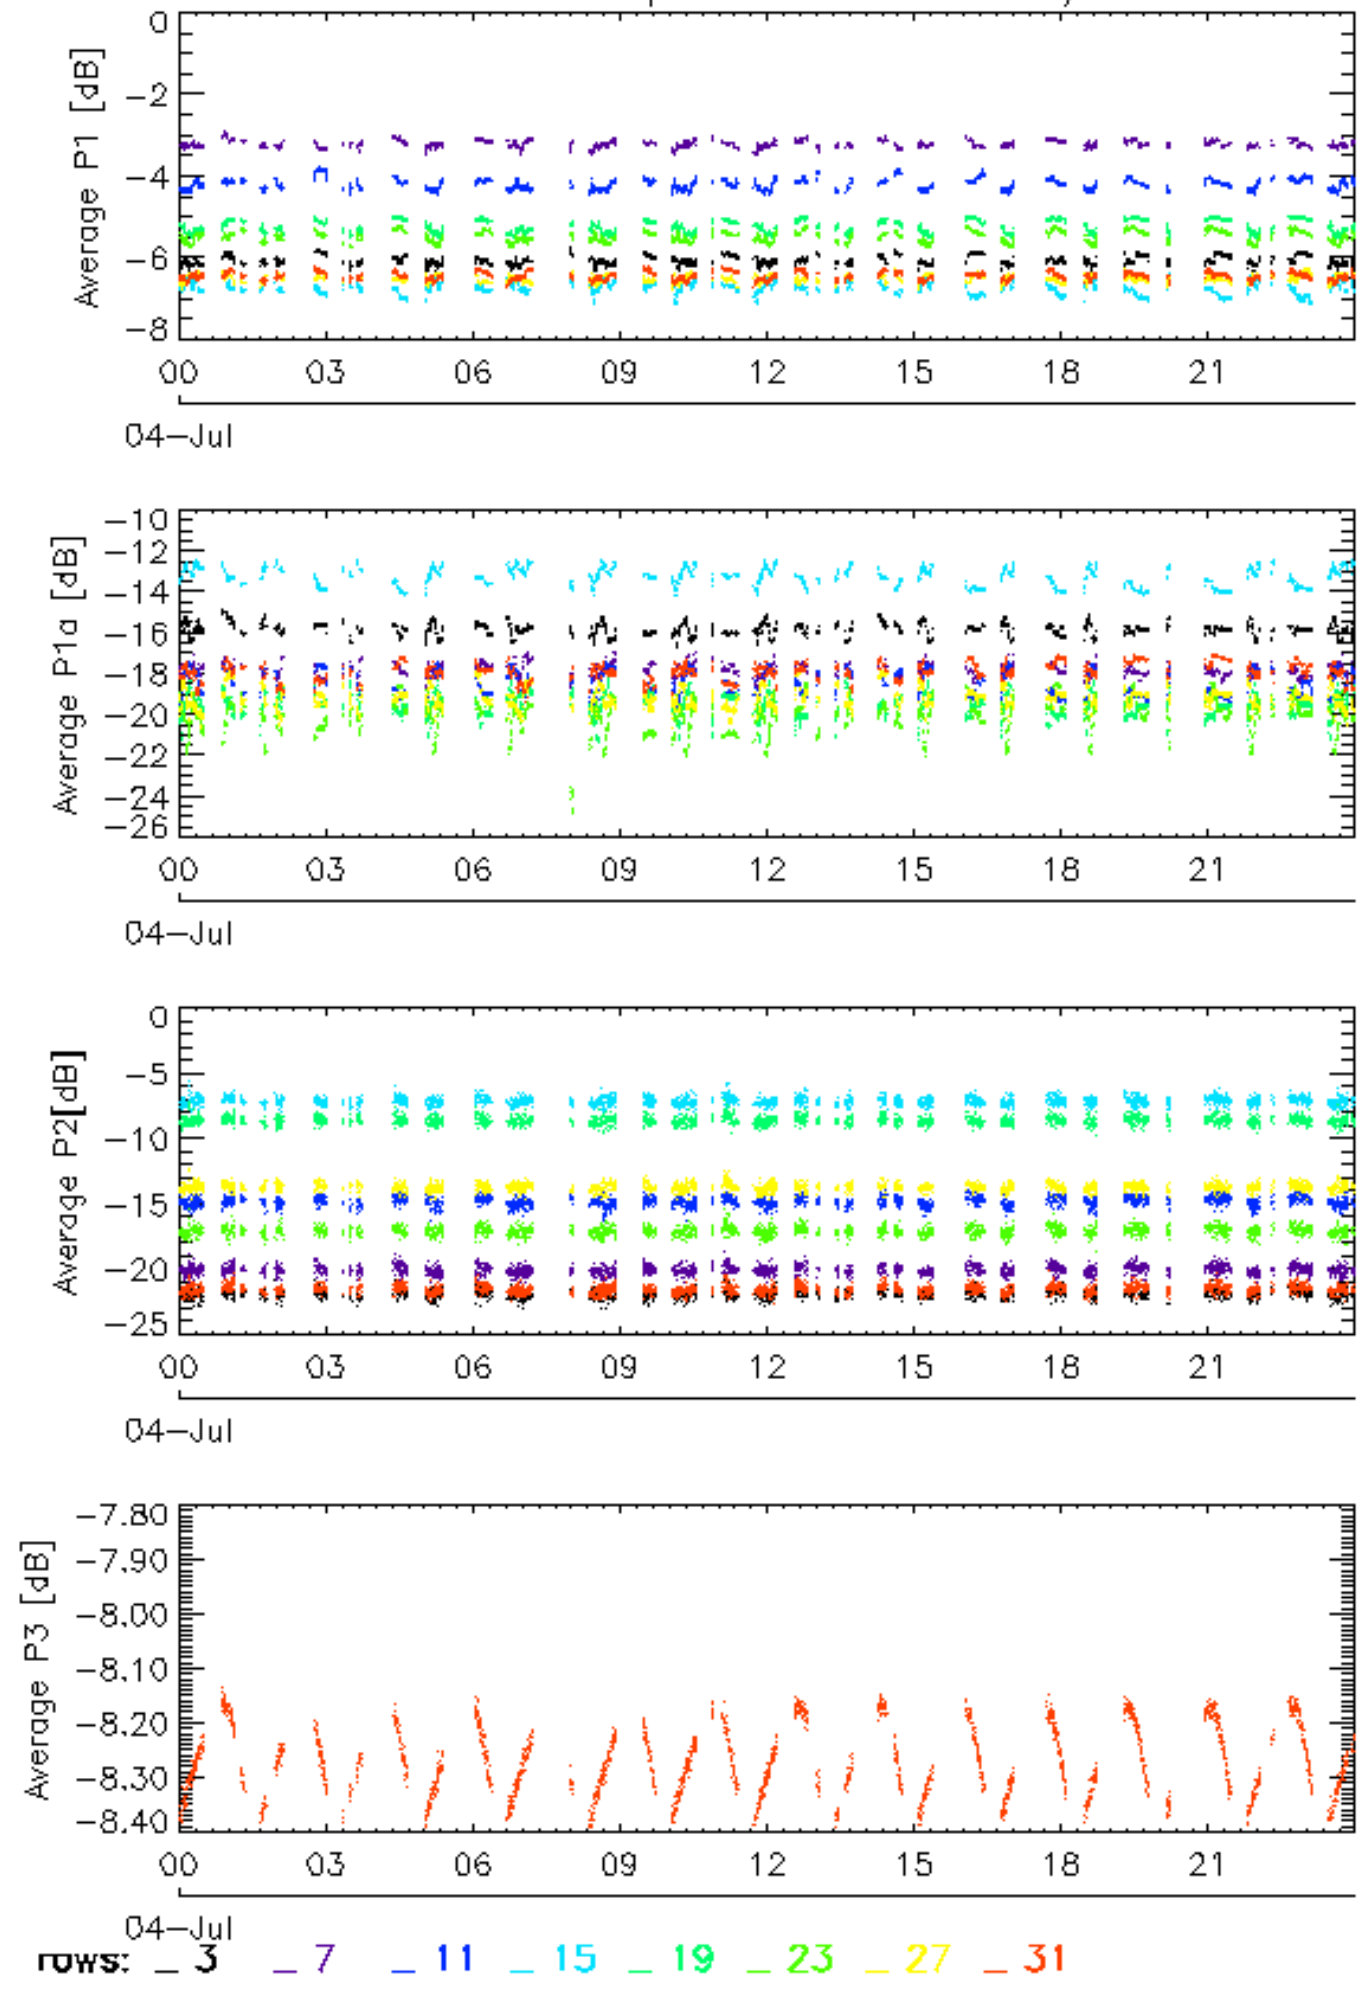 Average P1 [dB]
0
−2
−4
−6
−8
00 03 06 09 12 15 18 21
04−Jul
Average P1a [dB]
−10
−12
−14
−16
−18
−20
−22
−24
−26
00 03 06 09 12 15 18 21
04−Jul
Average P2[dB]
0
−5
−10
−15
−20
−25
00 03 06 09 12 15 18 21
04−Jul
Average P3 [dB]
−7.80
−7.90
−8.00
−8.10
−8.20
−8.30
−8.40
00 03 06 09 12 15 18 21
04−Jul
rows: _ 3 _ 7 _ 11 _ 15 _ 19 _ 23 _ 27 _ 31